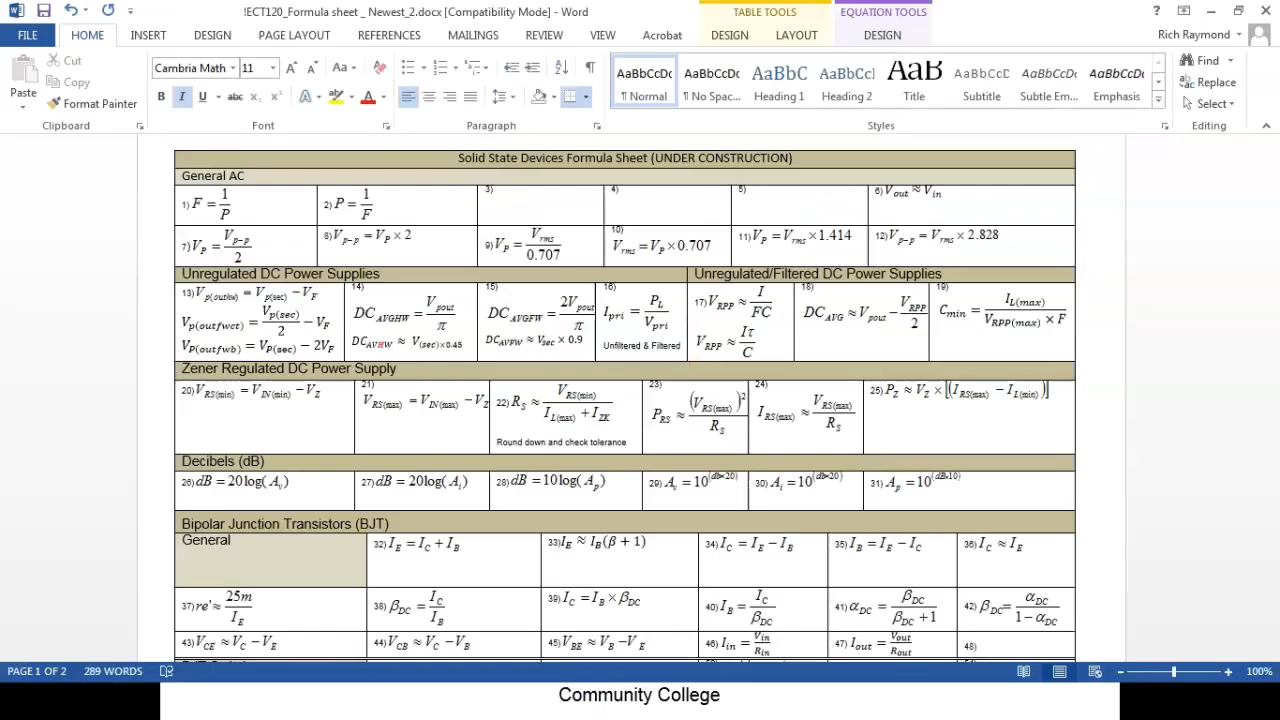 !ECT120_Formula sheet _ Newest_2.docx [Compatibility Mode] - Word
TABLE TOOLS
EQUATION TOOLS
FILE HOME INSERT DESIGN PAGE LAYOUT REFERENCES MAILINGS REVIEW VIEW Acrobat DESIGN LAYOUT DESIGN Rich Raymond
Paste
Cut
Copy
Format Painter
Cambria Math 11
AaBbCcDc AaBbCcDc AaBbC AaBbCc AaB AaBbCcD AaBbCcDc AaBbCcDc
¶ Normal ¶ No Spac... Heading 1 Heading 2 Title Subtitle Subtle Em... Emphasis
Find
Replace
Select
Clipboard Font Paragraph Styles Editing
Solid State Devices Formula Sheet (UNDER CONSTRUCTION)
General AC
1) F = 1/P 2) P = 1/F 3) 4) 5) 6) V_out ≈ V_in
7) V_P = V_p-p/2 8) V_p-p = V_P × 2 9) V_P = V_rms/0.707 10) V_rms = V_P × 0.707 11) V_P = V_rms × 1.414 12) V_p-p = V_rms × 2.828
Unregulated DC Power Supplies Unregulated/Filtered DC Power Supplies
13) V_p(outhw) = V_p(sec) − V_F
V_p(outfwct) = V_p(sec)/2 − V_F
V_P(outfwb) = V_P(sec) − 2V_F
14) DC_AVGHW = V_pout/π
DC_AVHW ≈ V_(sec)×0.45
15) DC_AVGFW = 2V_pout/π
DC_AVFW ≈ V_sec × 0.9
16) I_pri = P_L/V_pri
Unfiltered & Filtered
17) V_RPP ≈ I/FC
V_RPP ≈ Iτ/C
18) DC_AVG ≈ V_pout − V_RPP/2
19) C_min = I_L(max)/(V_RPP(max) × F)
Zener Regulated DC Power Supply
20) V_RS(min) = V_IN(min) − V_Z
21) V_RS(max) = V_IN(max) − V_Z
22) R_S ≈ V_RS(min)/(I_L(max) + I_ZK)
Round down and check tolerance
23) P_RS ≈ (V_RS(max))^2/R_S
24) I_RS(max) ≈ V_RS(max)/R_S
25) P_Z ≈ V_Z × [(I_RS(max) − I_L(min))]
Decibels (dB)
26) dB = 20log(A_v) 27) dB = 20log(A_i) 28) dB = 10log(A_p) 29) A_v = 10^(db÷20) 30) A_i = 10^(db÷20) 31) A_p = 10^(dB÷10)
Bipolar Junction Transistors (BJT)
General 32) I_E = I_C + I_B 33) I_E ≈ I_B(β + 1) 34) I_C = I_E − I_B 35) I_B = I_E − I_C 36) I_C ≈ I_E
37) re' ≈ 25m/I_E 38) β_DC = I_C/I_B 39) I_C = I_B × β_DC 40) I_B = I_C/β_DC 41) α_DC = β_DC/(β_DC + 1) 42) β_DC = α_DC/(1 − α_DC)
43) V_CE ≈ V_C − V_E 44) V_CB ≈ V_C − V_B 45) V_BE ≈ V_B − V_E 46) I_in = V_in/R_in 47) I_out = V_out/R_out 48)
PAGE 1 OF 2 289 WORDS 100%
Community College